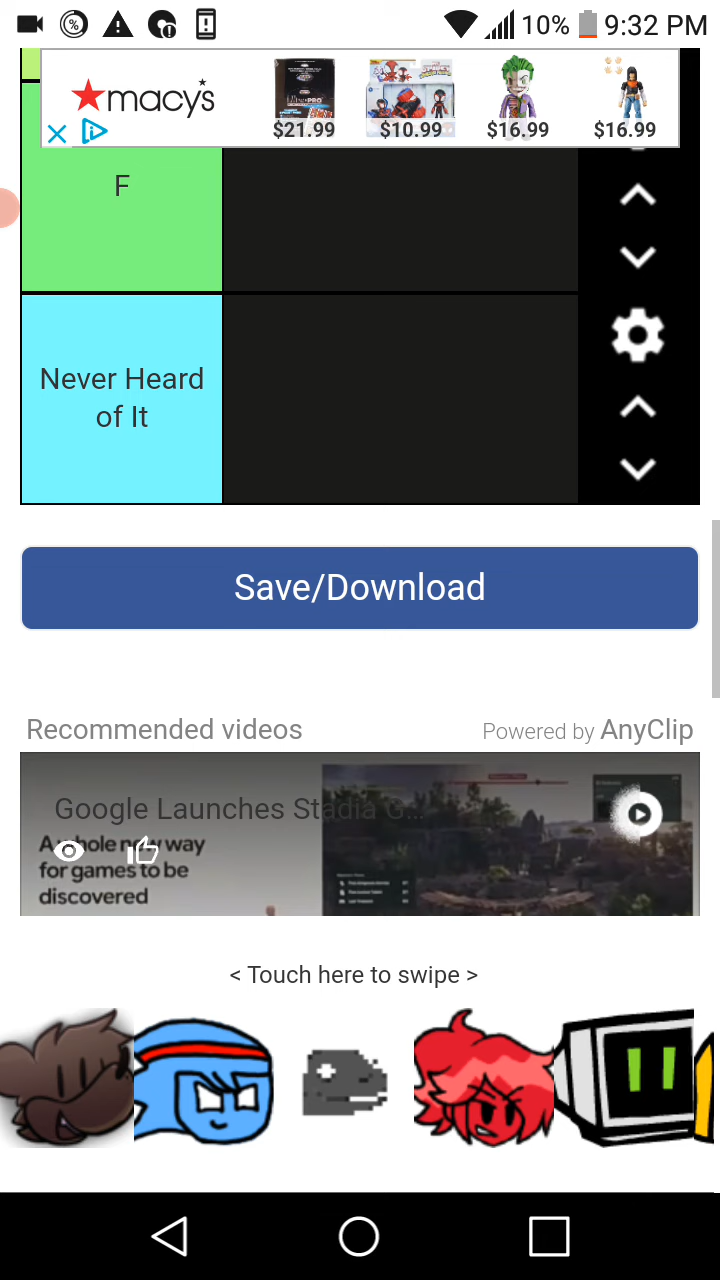 10% 9:32 PM
macy's
$21.99 $10.99 $16.99 $16.99
F
Never Heard
of It
Save/Download
Recommended videos
Powered by AnyClip
Google Launches Stadia G...
A whole new way
for games to be
discovered
< Touch here to swipe >